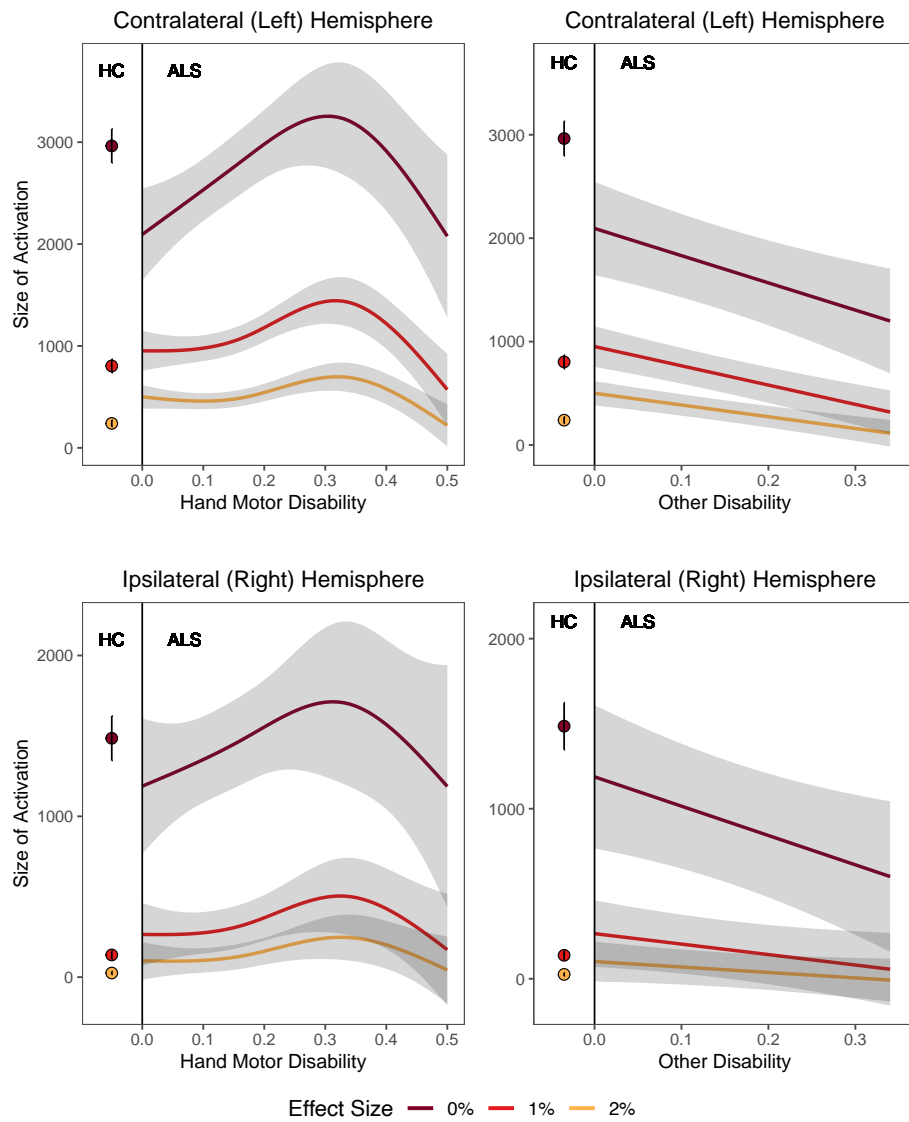 Contralateral (Left) Hemisphere
HC ALS
3000
2000
1000
0
Size of Activation
0.0 0.1 0.2 0.3 0.4 0.5
Hand Motor Disability
Contralateral (Left) Hemisphere
HC ALS
3000
2000
1000
0
0.0 0.1 0.2 0.3
Other Disability
Ipsilateral (Right) Hemisphere
HC ALS
2000
1000
0
Size of Activation
0.0 0.1 0.2 0.3 0.4 0.5
Hand Motor Disability
Ipsilateral (Right) Hemisphere
HC ALS
2000
1000
0
0.0 0.1 0.2 0.3
Other Disability
Effect Size 0% 1% 2%